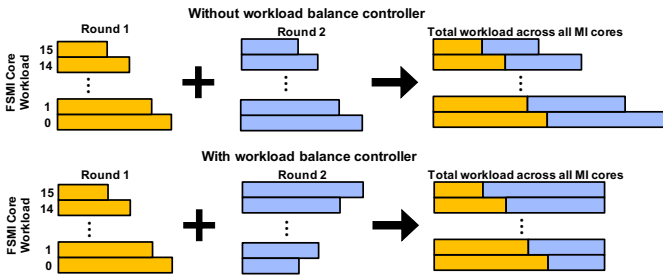 Without workload balance controller
Round 1
Round 2
Total workload across all MI cores
FSMI Core
Workload
15
14
1
0
With workload balance controller
Round 1
Round 2
Total workload across all MI cores
FSMI Core
Workload
15
14
1
0